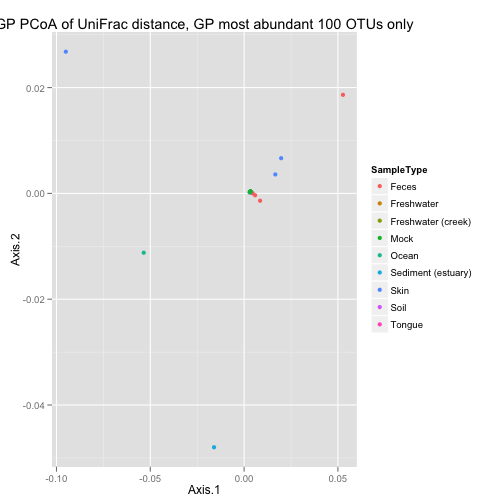 GP PCoA of UniFrac distance, GP most abundant 100 OTUs only
0.02
0.00
-0.02
-0.04
Axis.2
-0.10
-0.05
0.00
0.05
Axis.1
SampleType
Feces
Freshwater
Freshwater (creek)
Mock
Ocean
Sediment (estuary)
Skin
Soil
Tongue